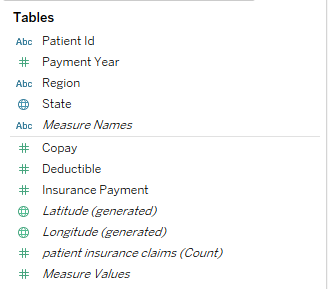 Tables
Abc Patient Id
# Payment Year
Abc Region
State
Abc Measure Names
# Copay
# Deductible
# Insurance Payment
Latitude (generated)
Longitude (generated)
# patient insurance claims (Count)
# Measure Values